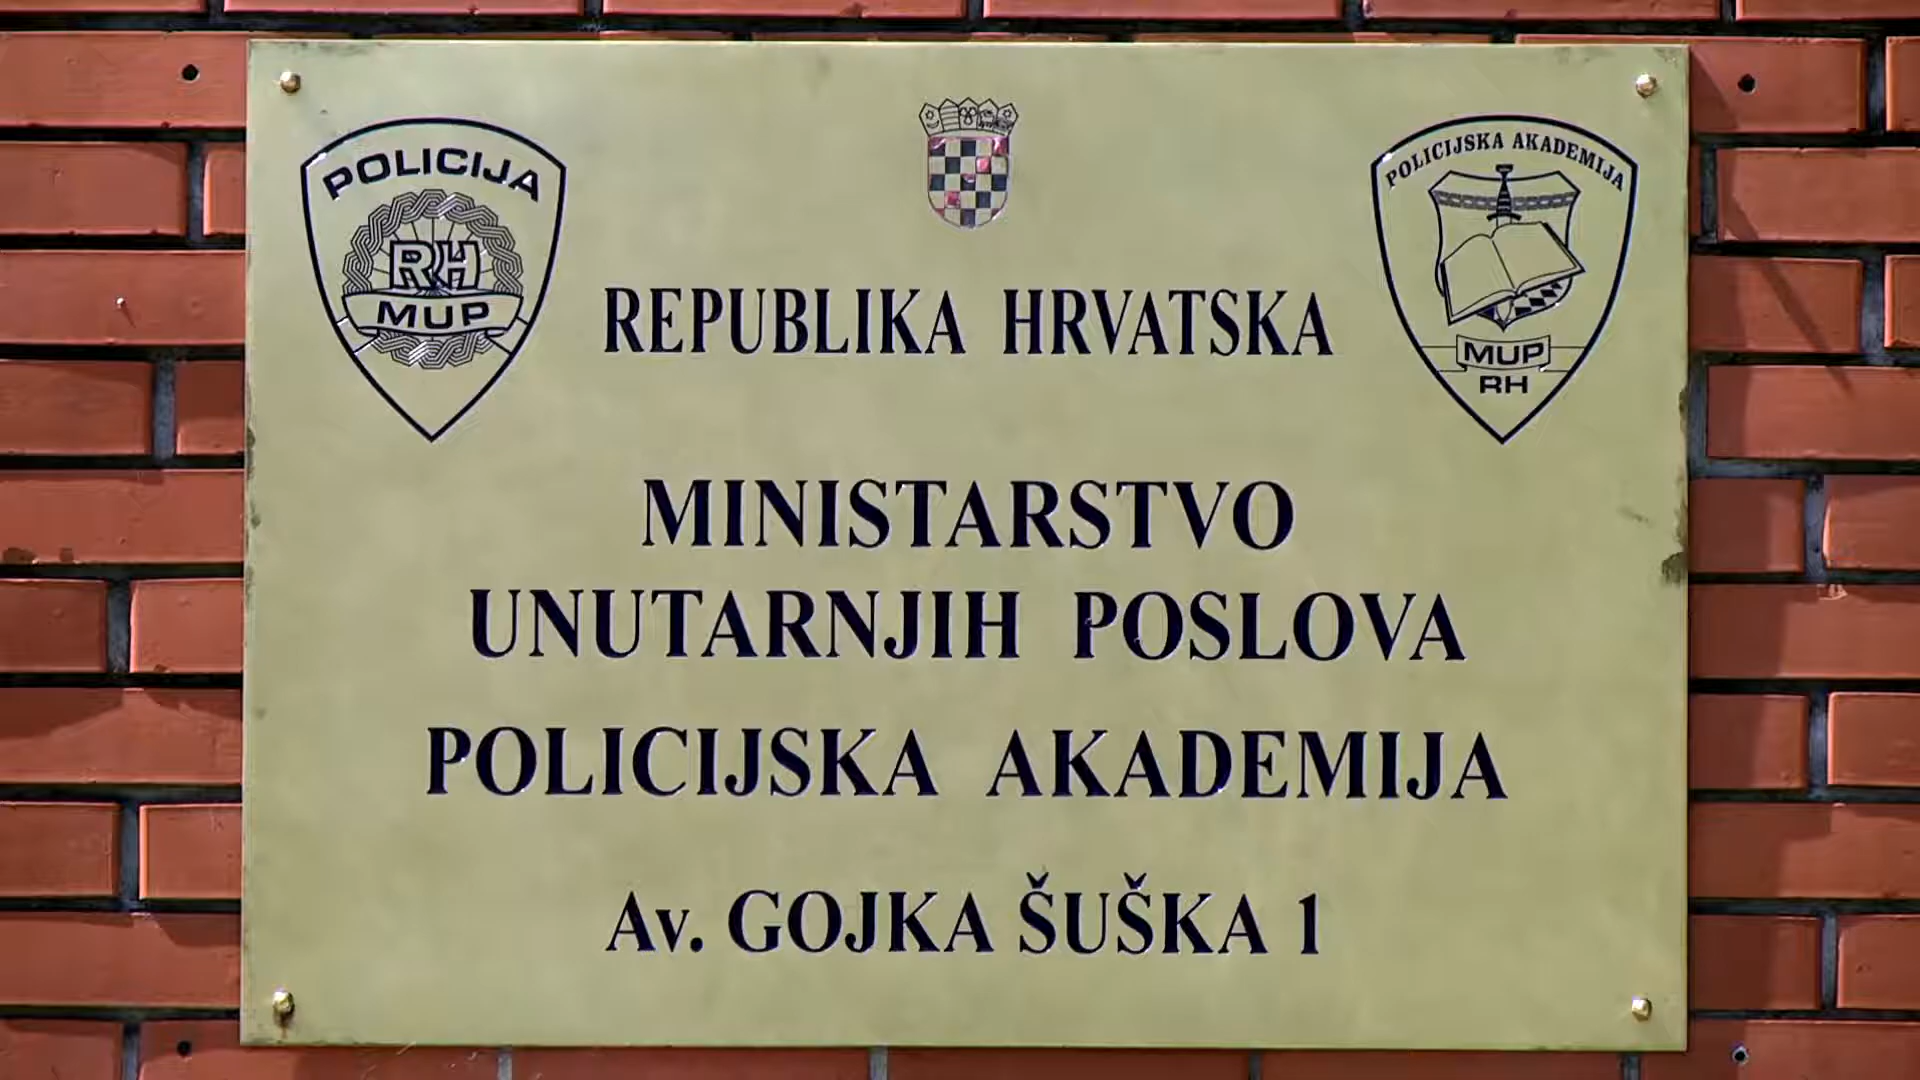 POLICIJA
RH
MUP
POLICIJSKA AKADEMIJA
MUP
RH
REPUBLIKA HRVATSKA
MINISTARSTVO
UNUTARNJIH POSLOVA
POLICIJSKA AKADEMIJA
Av. GOJKA ŠUŠKA 1